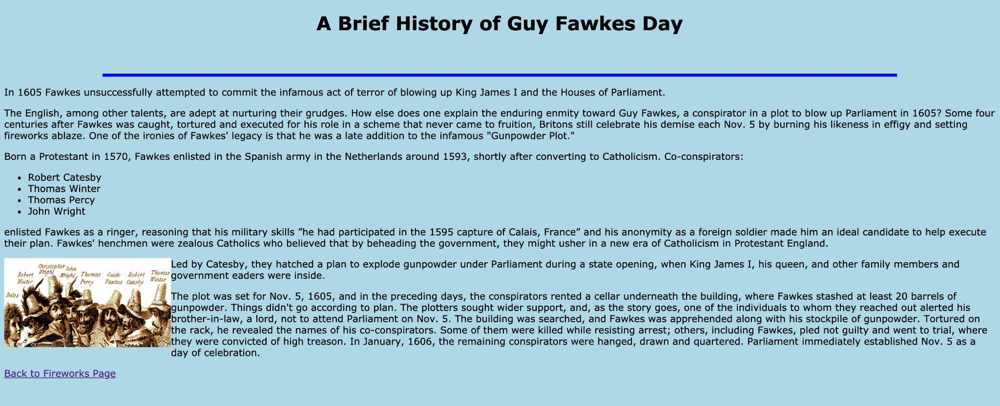 A Brief History of Guy Fawkes Day
In 1605 Fawkes unsuccessfully attempted to commit the infamous act of terror of blowing up King James I and the Houses of Parliament.
The English, among other talents, are adept at nurturing their grudges. How else does one explain the enduring enmity toward Guy Fawkes, a conspirator in a plot to blow up Parliament in 1605? Some four
centuries after Fawkes was caught, tortured and executed for his role in a scheme that never came to fruition, Britons still celebrate his demise each Nov. 5 by burning his likeness in effigy and setting
fireworks ablaze. One of the ironies of Fawkes' legacy is that he was a late addition to the infamous "Gunpowder Plot."
Born a Protestant in 1570, Fawkes enlisted in the Spanish army in the Netherlands around 1593, shortly after converting to Catholicism. Co-conspirators:
• Robert Catesby
• Thomas Winter
• Thomas Percy
• John Wright
enlisted Fawkes as a ringer, reasoning that his military skills ”he had participated in the 1595 capture of Calais, France” and his anonymity as a foreign soldier made him an ideal candidate to help execute
their plan. Fawkes' henchmen were zealous Catholics who believed that by beheading the government, they might usher in a new era of Catholicism in Protestant England.
Bates
Robert Winter
Christopher Wright
John Wright
Thomas Percy
Guido Fawkes
Robert Catesby
Thomas Winter
Led by Catesby, they hatched a plan to explode gunpowder under Parliament during a state opening, when King James I, his queen, and other family members and
government eaders were inside.
The plot was set for Nov. 5, 1605, and in the preceding days, the conspirators rented a cellar underneath the building, where Fawkes stashed at least 20 barrels of
gunpowder. Things didn't go according to plan. The plotters sought wider support, and, as the story goes, one of the individuals to whom they reached out alerted his
brother-in-law, a lord, not to attend Parliament on Nov. 5. The building was searched, and Fawkes was apprehended along with his stockpile of gunpowder. Tortured on
the rack, he revealed the names of his co-conspirators. Some of them were killed while resisting arrest; others, including Fawkes, pled not guilty and went to trial, where
they were convicted of high treason. In January, 1606, the remaining conspirators were hanged, drawn and quartered. Parliament immediately established Nov. 5 as a
day of celebration.
Back to Fireworks Page